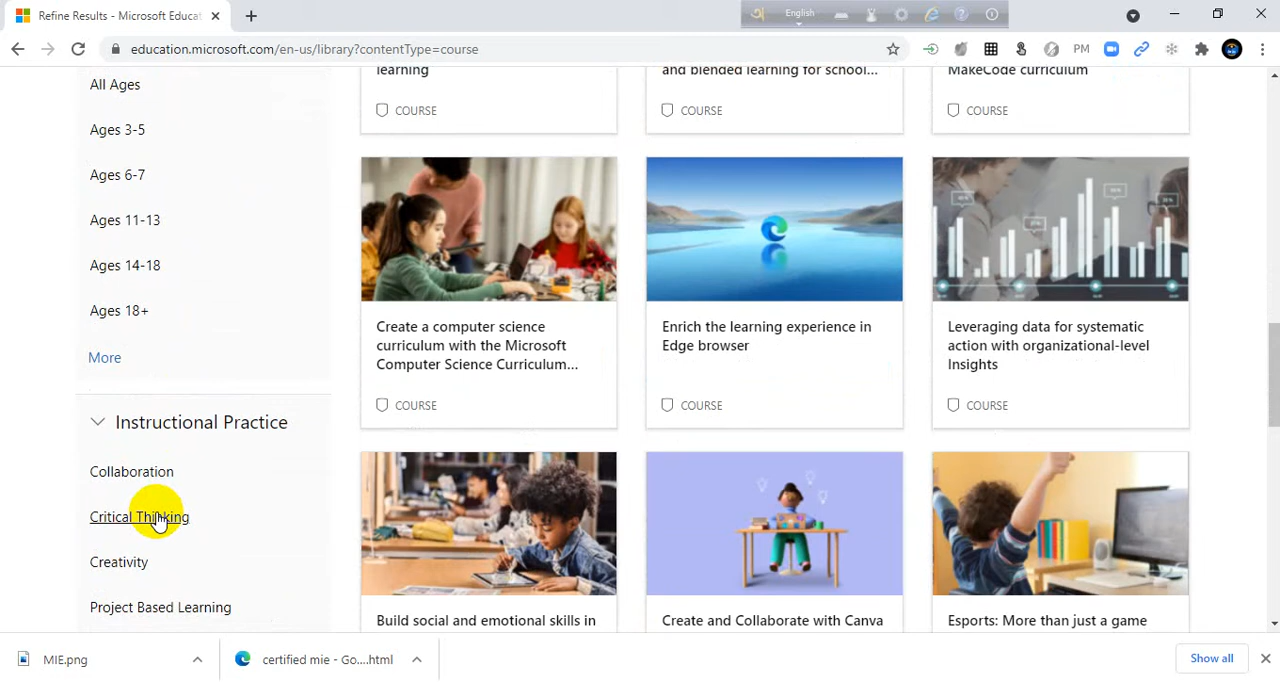 Refine Results - Microsoft Educat
English
education.microsoft.com/en-us/library?contentType=course
PM
All Ages
Ages 3-5
Ages 6-7
Ages 11-13
Ages 14-18
Ages 18+
More
Instructional Practice
Collaboration
Critical Thinking
Creativity
Project Based Learning
learning
COURSE
and blended learning for school...
COURSE
MakeCode curriculum
COURSE
Create a computer science
curriculum with the Microsoft
Computer Science Curriculum...
COURSE
Enrich the learning experience in
Edge browser
COURSE
Leveraging data for systematic
action with organizational-level
Insights
COURSE
Build social and emotional skills in
Create and Collaborate with Canva
Esports: More than just a game
MIE.png
certified mie - Go....html
Show all